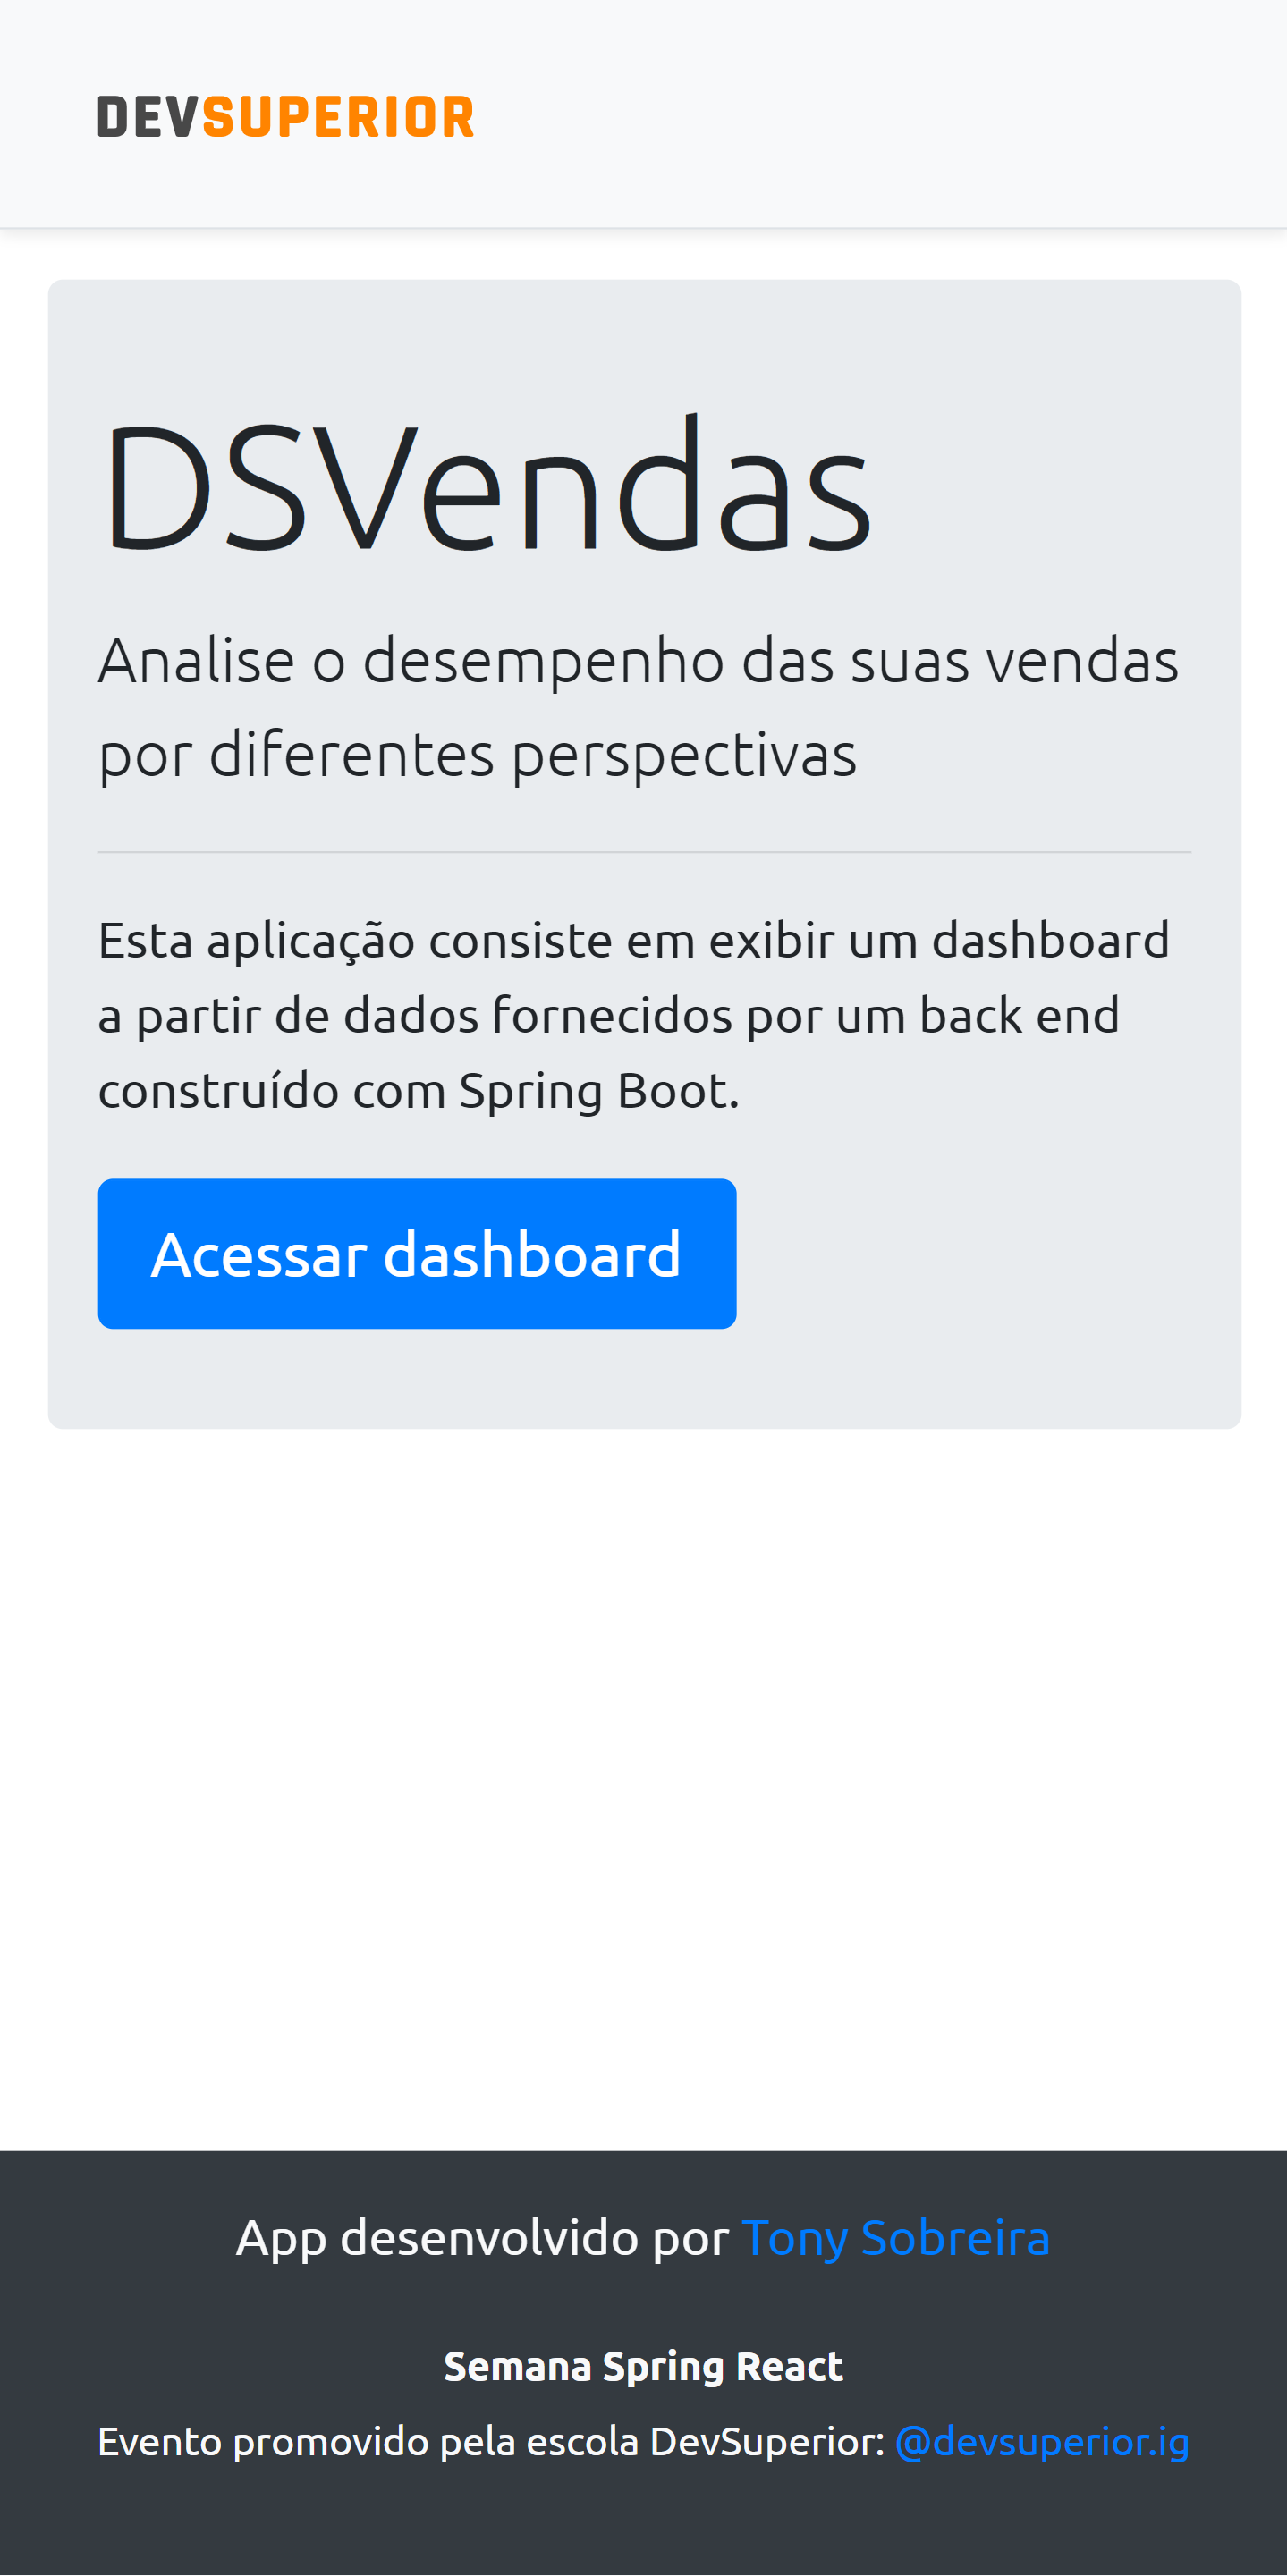 DEVSUPERIOR
DSVendas
Analise o desempenho das suas vendas
por diferentes perspectivas
Esta aplicação consiste em exibir um dashboard
a partir de dados fornecidos por um back end
construído com Spring Boot.
Acessar dashboard
App desenvolvido por Tony Sobreira
Semana Spring React
Evento promovido pela escola DevSuperior: @devsuperior.ig